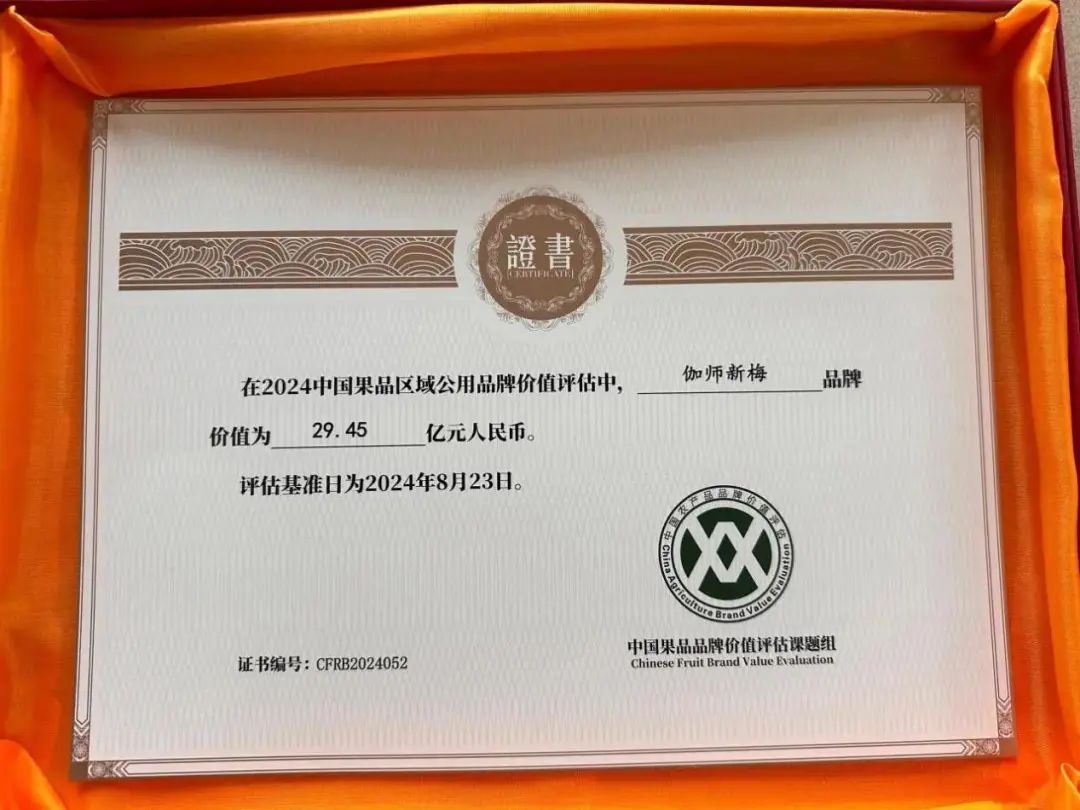 證書
CERTIFICATE
在2024中国果品区域公用品牌价值评估中，伽师新梅品牌
价值为29.45亿元人民币。
评估基准日为2024年8月23日。
中国农产品品牌价值评估
China Agriculture Brand Value Evaluation
中国果品品牌价值评估课题组
Chinese Fruit Brand Value Evaluation
证书编号：CFRB2024052